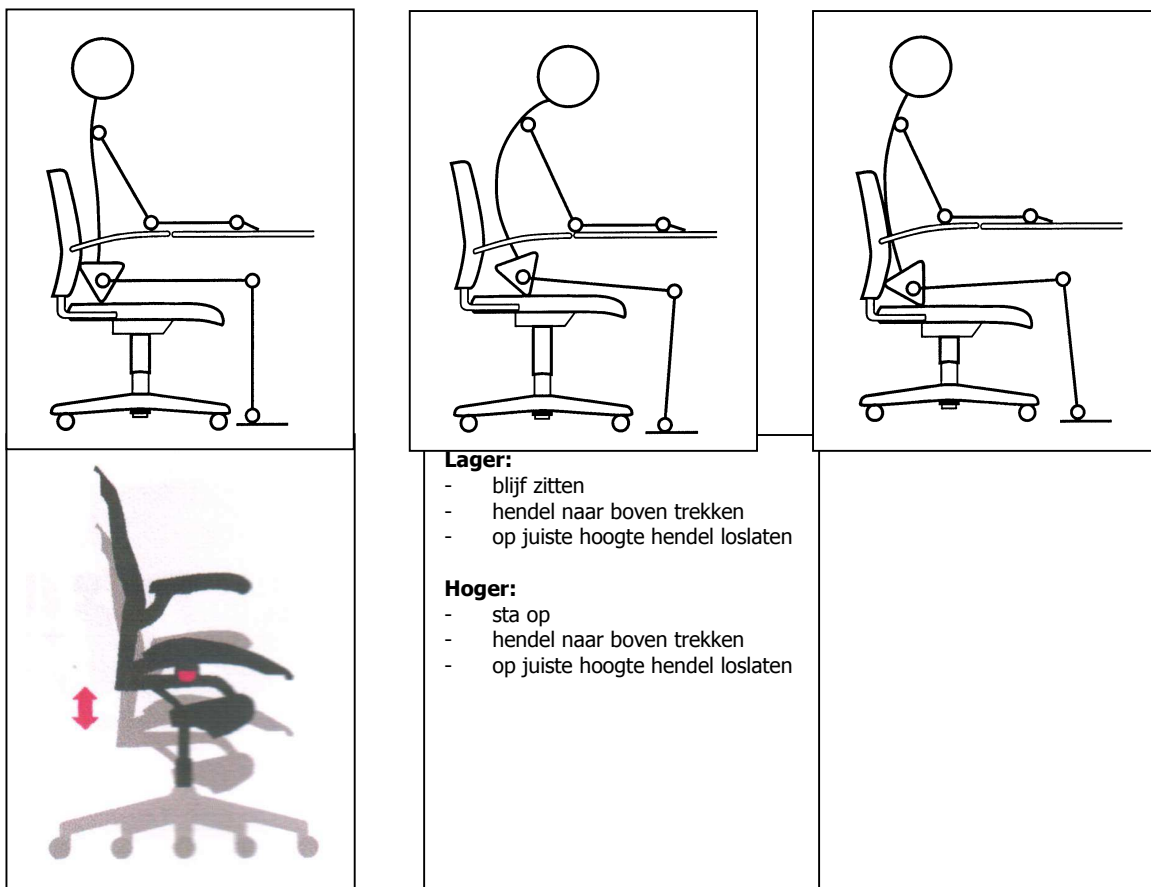 Lager:
- blijf zitten
- hendel naar boven trekken
- op juiste hoogte hendel loslaten
Hoger:
- sta op
- hendel naar boven trekken
- op juiste hoogte hendel loslaten